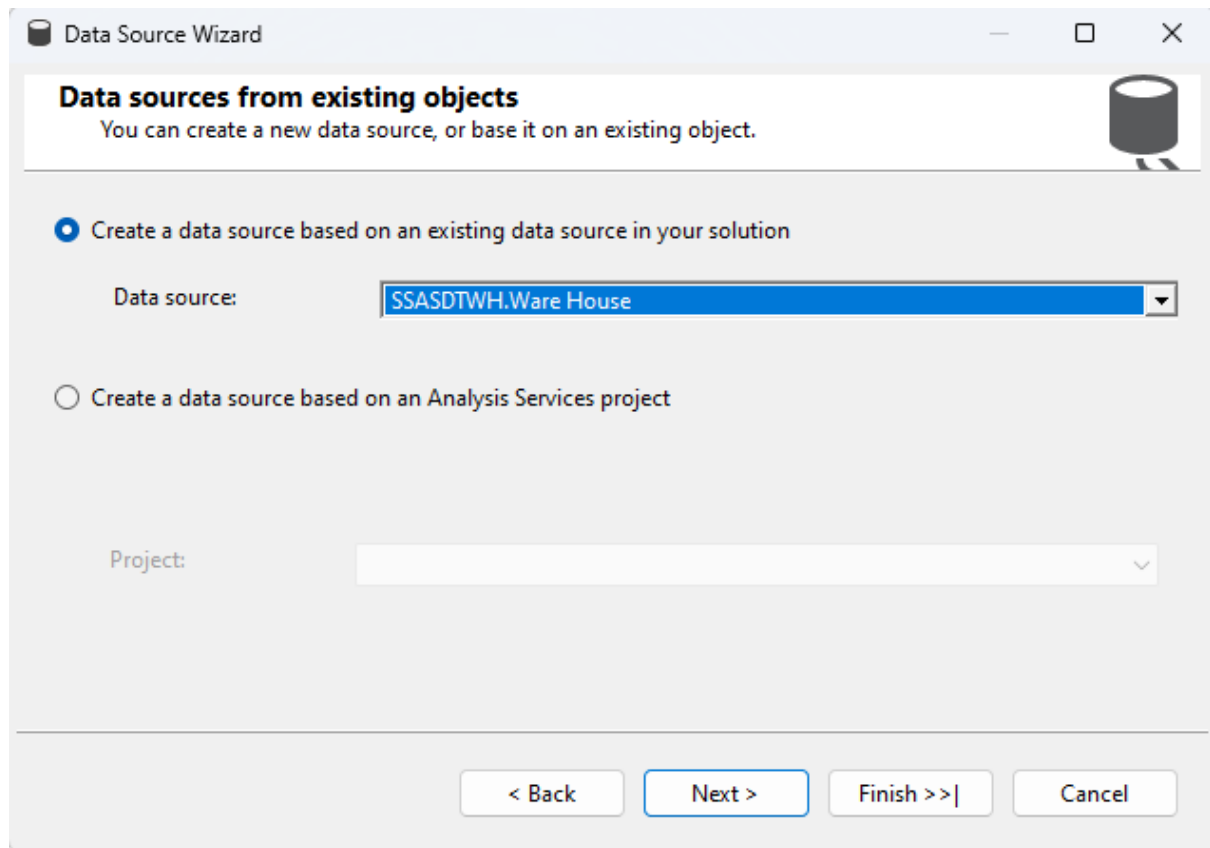 Data Source Wizard
Data sources from existing objects
You can create a new data source, or base it on an existing object.
Create a data source based on an existing data source in your solution
Data source:
SSASDTWH.Ware House
Create a data source based on an Analysis Services project
Project:
< Back
Next >
Finish >>|
Cancel